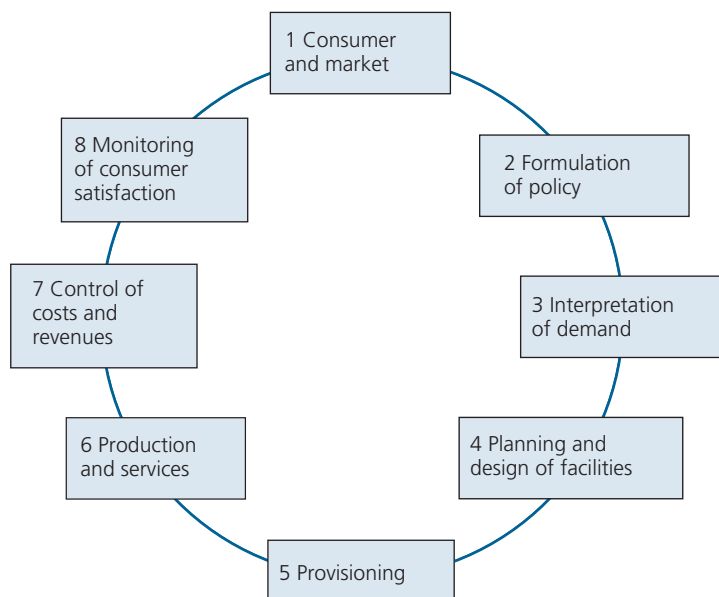 1 Consumer
and market
2 Formulation
of policy
3 Interpretation
of demand
4 Planning and
design of facilities
5 Provisioning
6 Production
and services
7 Control of
costs and
revenues
8 Monitoring
of consumer
satisfaction